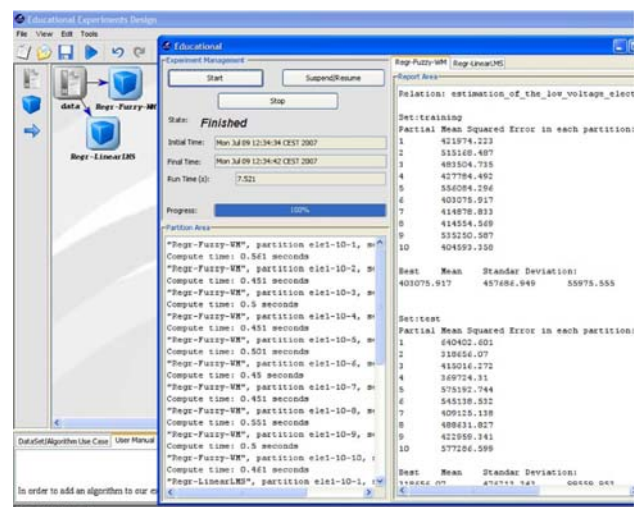 Educational Experiments Design
File View Edit Tools
data
Regr-Fuzzy-WM
Regr-LinearLMS
DataSet/Algorithm Use Case
User Manual
In order to add an algorithm to our
Educational
Experiment Management
Start
Suspend/Resume
Stop
State: Finished
Initial Time: Mon Jul 09 12:34:34 CEST 2007
Final Time: Mon Jul 09 12:34:42 CEST 2007
Run Time (s): 7.521
Progress: 100%
Partition Area
"Regr-Fuzzy-WM", partition ele1-10-1,
Compute time: 0.561 seconds
"Regr-Fuzzy-WM", partition ele1-10-2,
Compute time: 0.451 seconds
"Regr-Fuzzy-WM", partition ele1-10-3,
Compute time: 0.5 seconds
"Regr-Fuzzy-WM", partition ele1-10-4,
Compute time: 0.451 seconds
"Regr-Fuzzy-WM", partition ele1-10-5,
Compute time: 0.501 seconds
"Regr-Fuzzy-WM", partition ele1-10-6,
Compute time: 0.45 seconds
"Regr-Fuzzy-WM", partition ele1-10-7,
Compute time: 0.451 seconds
"Regr-Fuzzy-WM", partition ele1-10-8,
Compute time: 0.551 seconds
"Regr-Fuzzy-WM", partition ele1-10-9,
Compute time: 0.5 seconds
"Regr-Fuzzy-WM", partition ele1-10-10,
Compute time: 0.461 seconds
"Regr-LinearLMS", partition ele1-10-1,
Regr-Fuzzy-WM
Regr-LinearLMS
Report Area
Relation: estimation_of_the_low_voltage_elect
Set:training
Partial Mean Squared Error in each partition:
1 421974.223
2 515168.487
3 483504.735
4 427784.492
5 556084.296
6 403075.917
7 414878.833
8 414554.569
9 535250.587
10 404593.350
Best Mean Standar Deviation:
403075.917 457686.949 55975.555
Set:test
Partial Mean Squared Error in each partition:
1 640402.601
2 318656.07
3 415016.272
4 369724.31
5 575192.744
6 545138.532
7 409125.138
8 488631.827
9 422959.341
10 577286.599
Best Mean Standar Deviation: